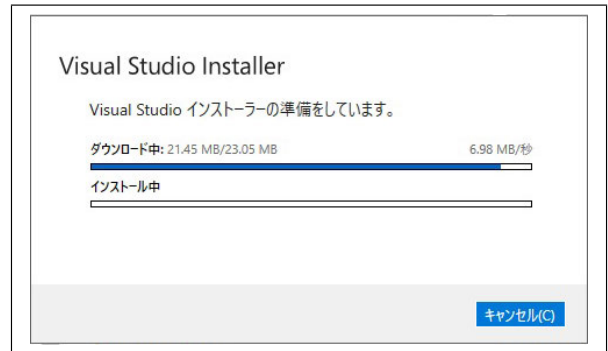 Visual Studio Installer
Visual Studio インストーラーの準備をしています。
ダウンロード中: 21.45 MB/23.05 MB 6.98 MB/秒
インストール中
キャンセル(C)